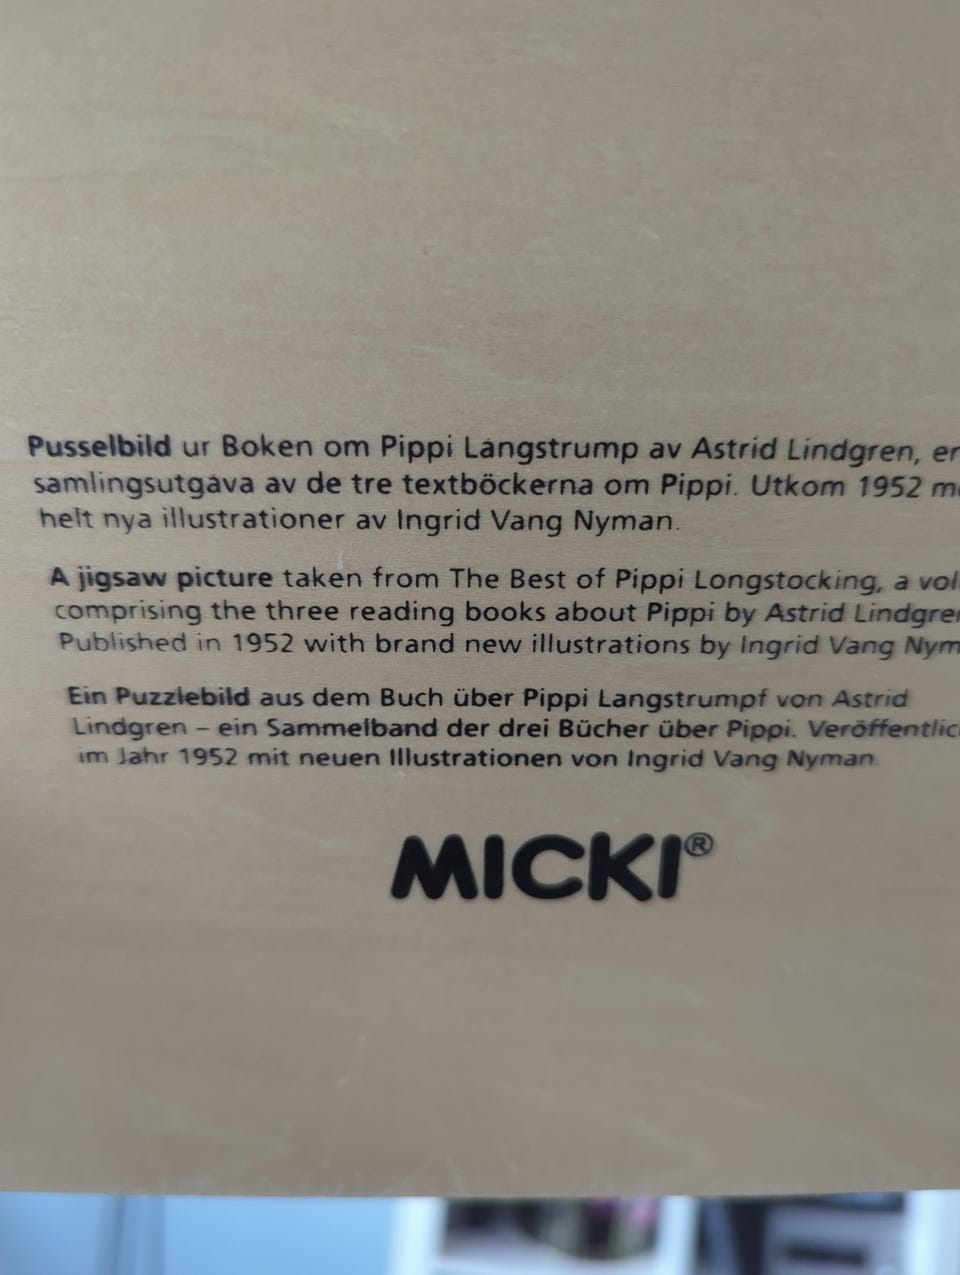 Pusselbild ur Boken om Pippi Långstrump av Astrid Lindgren, en
samlingsutgåva av de tre textböckerna om Pippi. Utkom 1952
helt nya illustrationer av Ingrid Vang Nyman.
A jigsaw picture taken from The Best of Pippi Longstocking, a
comprising the three reading books about Pippi by Astrid
Published in 1952 with brand new illustrations by Ingrid Vang
Ein Puzzlebild aus dem Buch über Pippi Langstrumpf von Astrid
Lindgren – ein Sammelband der drei Bücher über Pippi.
im Jahr 1952 mit neuen Illustrationen von Ingrid Vang Nyman.
MICKI®